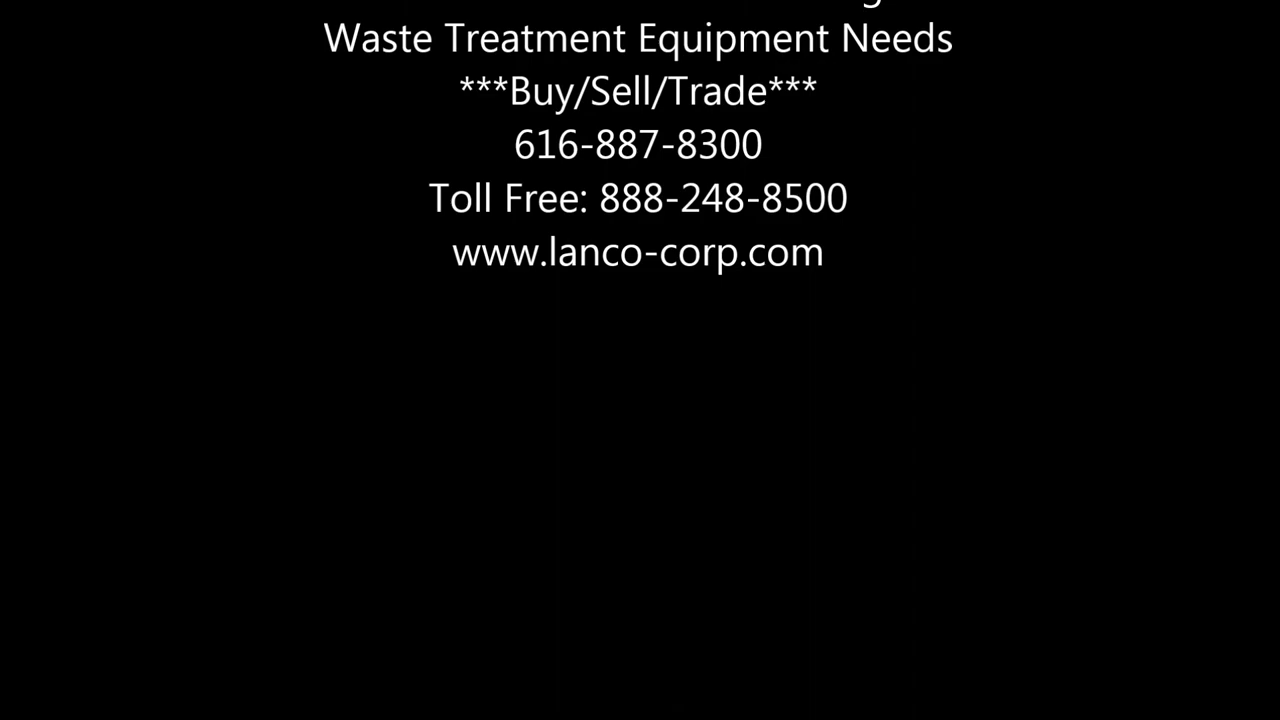 Waste Treatment Equipment Needs
***Buy/Sell/Trade***
616-887-8300
Toll Free: 888-248-8500
www.lanco-corp.com